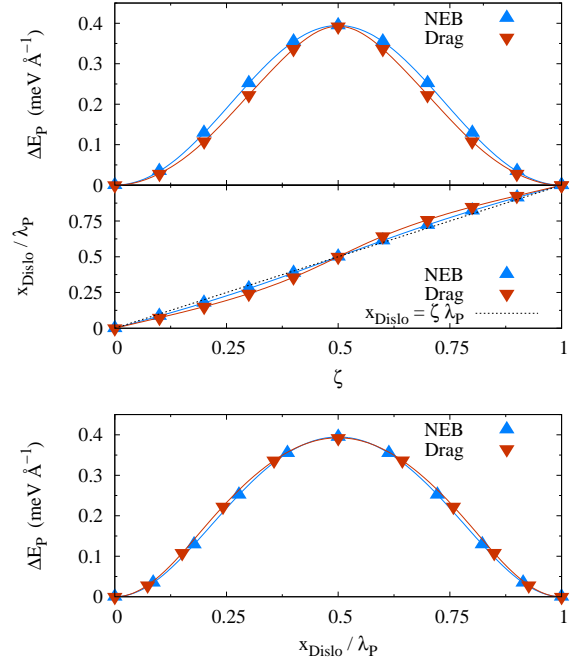 ΔE_P (meV Å⁻¹)
0.4
0.3
0.2
0.1
0
NEB
Drag
x_Dislo / λ_P
0.75
0.5
0.25
0
NEB
Drag
x_Dislo = ζ λ_P
0 0.25 0.5 0.75 1
ζ
ΔE_P (meV Å⁻¹)
0.4
0.3
0.2
0.1
0
NEB
Drag
0 0.25 0.5 0.75 1
x_Dislo / λ_P